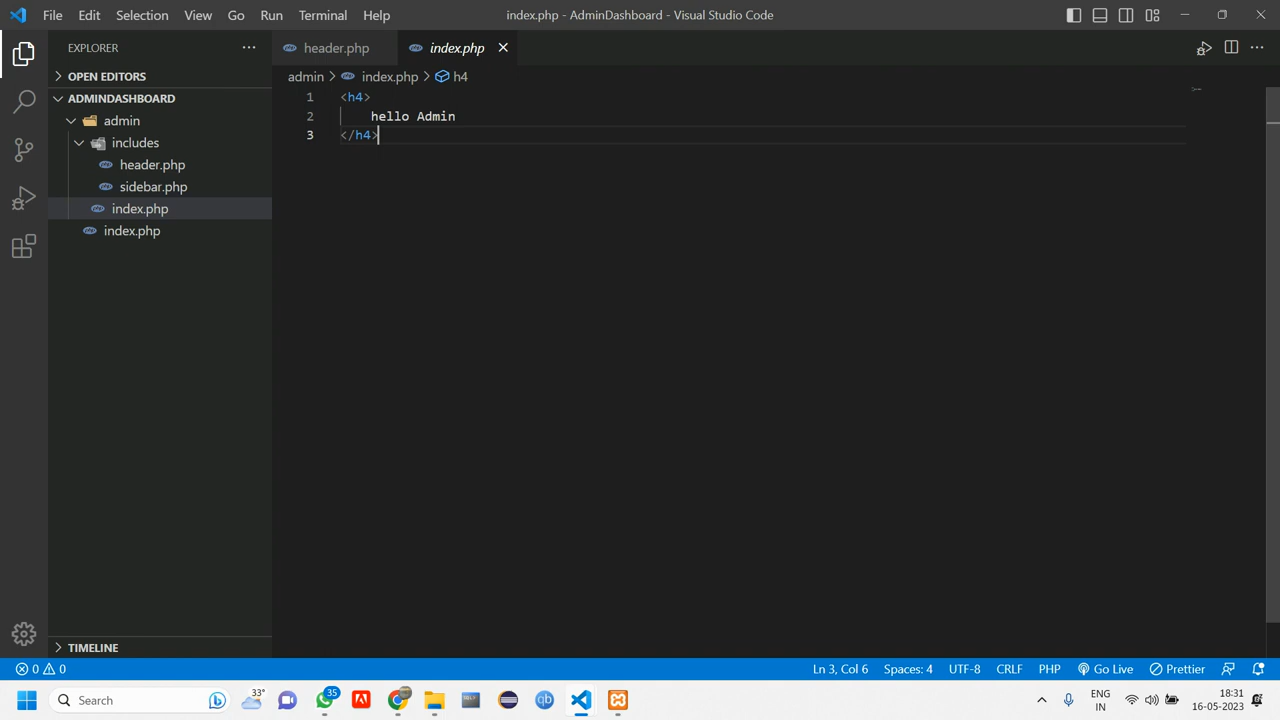 File Edit Selection View Go Run Terminal Help index.php - AdminDashboard - Visual Studio Code
EXPLORER
OPEN EDITORS
ADMINDASHBOARD
admin
includes
header.php
sidebar.php
index.php
index.php
TIMELINE
header.php index.php
admin > index.php > h4
1 <h4>
2 hello Admin
3 </h4>
0 0 Ln 3, Col 6 Spaces: 4 UTF-8 CRLF PHP Go Live Prettier
Search 33° 35 qb ENG 18:31
IN 16-05-2023